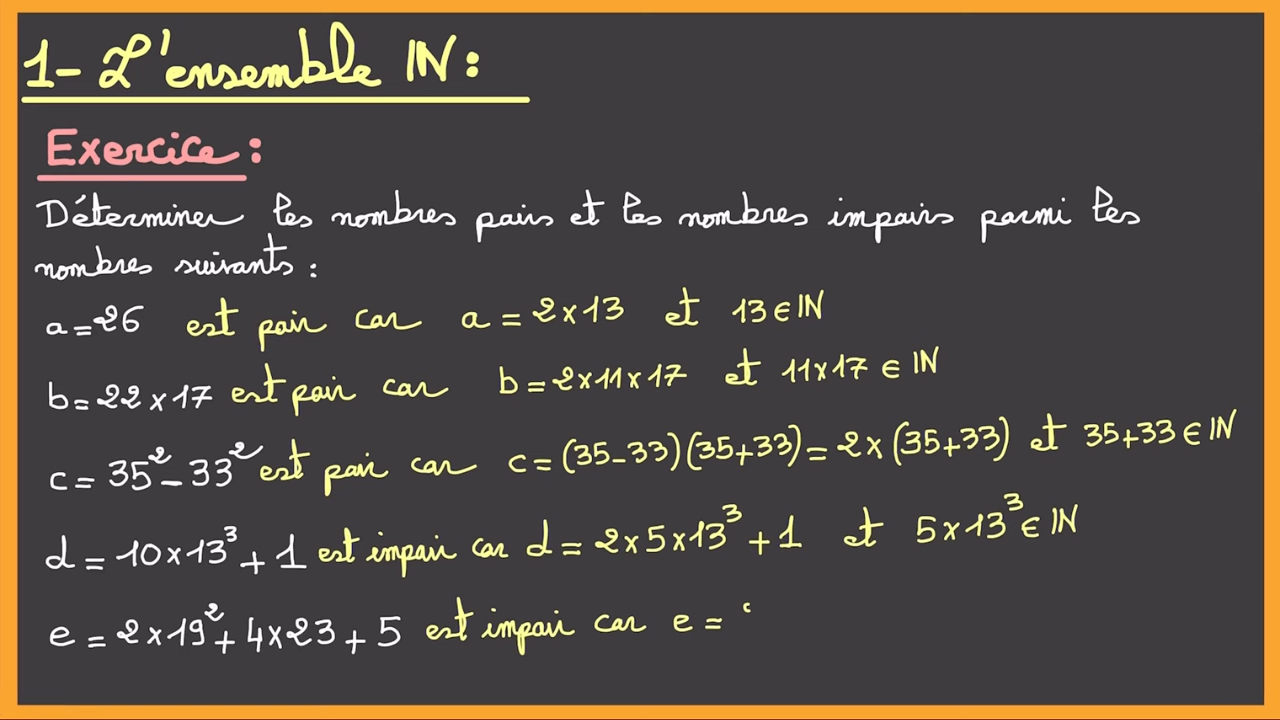 1- L'ensemble IN :
Exercice :
Déterminer les nombres pairs et les nombres impairs parmi les
nombres suivants :
a = 26 est pair car a = 2 × 13 et 13 ∈ IN
b = 22 × 17 est pair car b = 2 × 11 × 17 et 11 × 17 ∈ IN
c = 35² - 33² est pair car c = (35 - 33)(35 + 33) = 2 × (35 + 33) et 35 + 33 ∈ IN
d = 10 × 13³ + 1 est impair car d = 2 × 5 × 13³ + 1 et 5 × 13³ ∈ IN
e = 2 × 19² + 4 × 23 + 5 est impair car e =